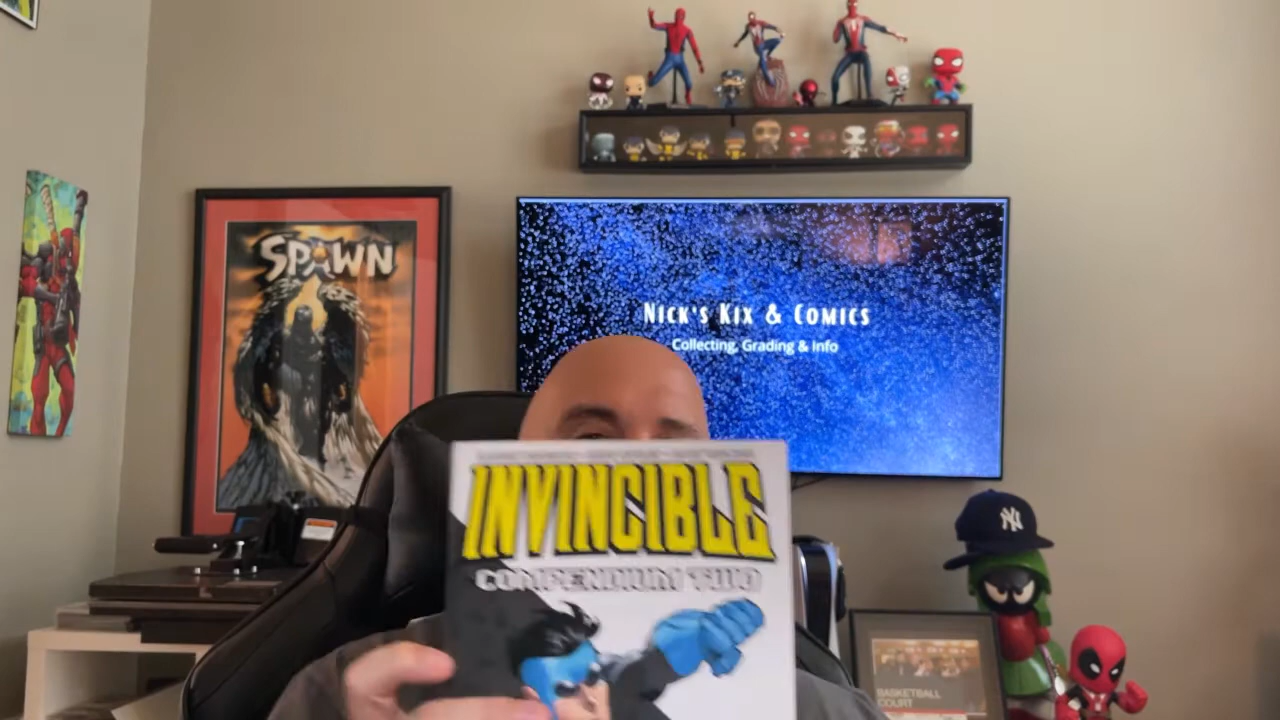 SPAWN
Nick's Kix & Comics
Collecting, Grading & Info
INVINCIBLE
COMPENDIUM TWO
NY
BASKETBALL
COURT